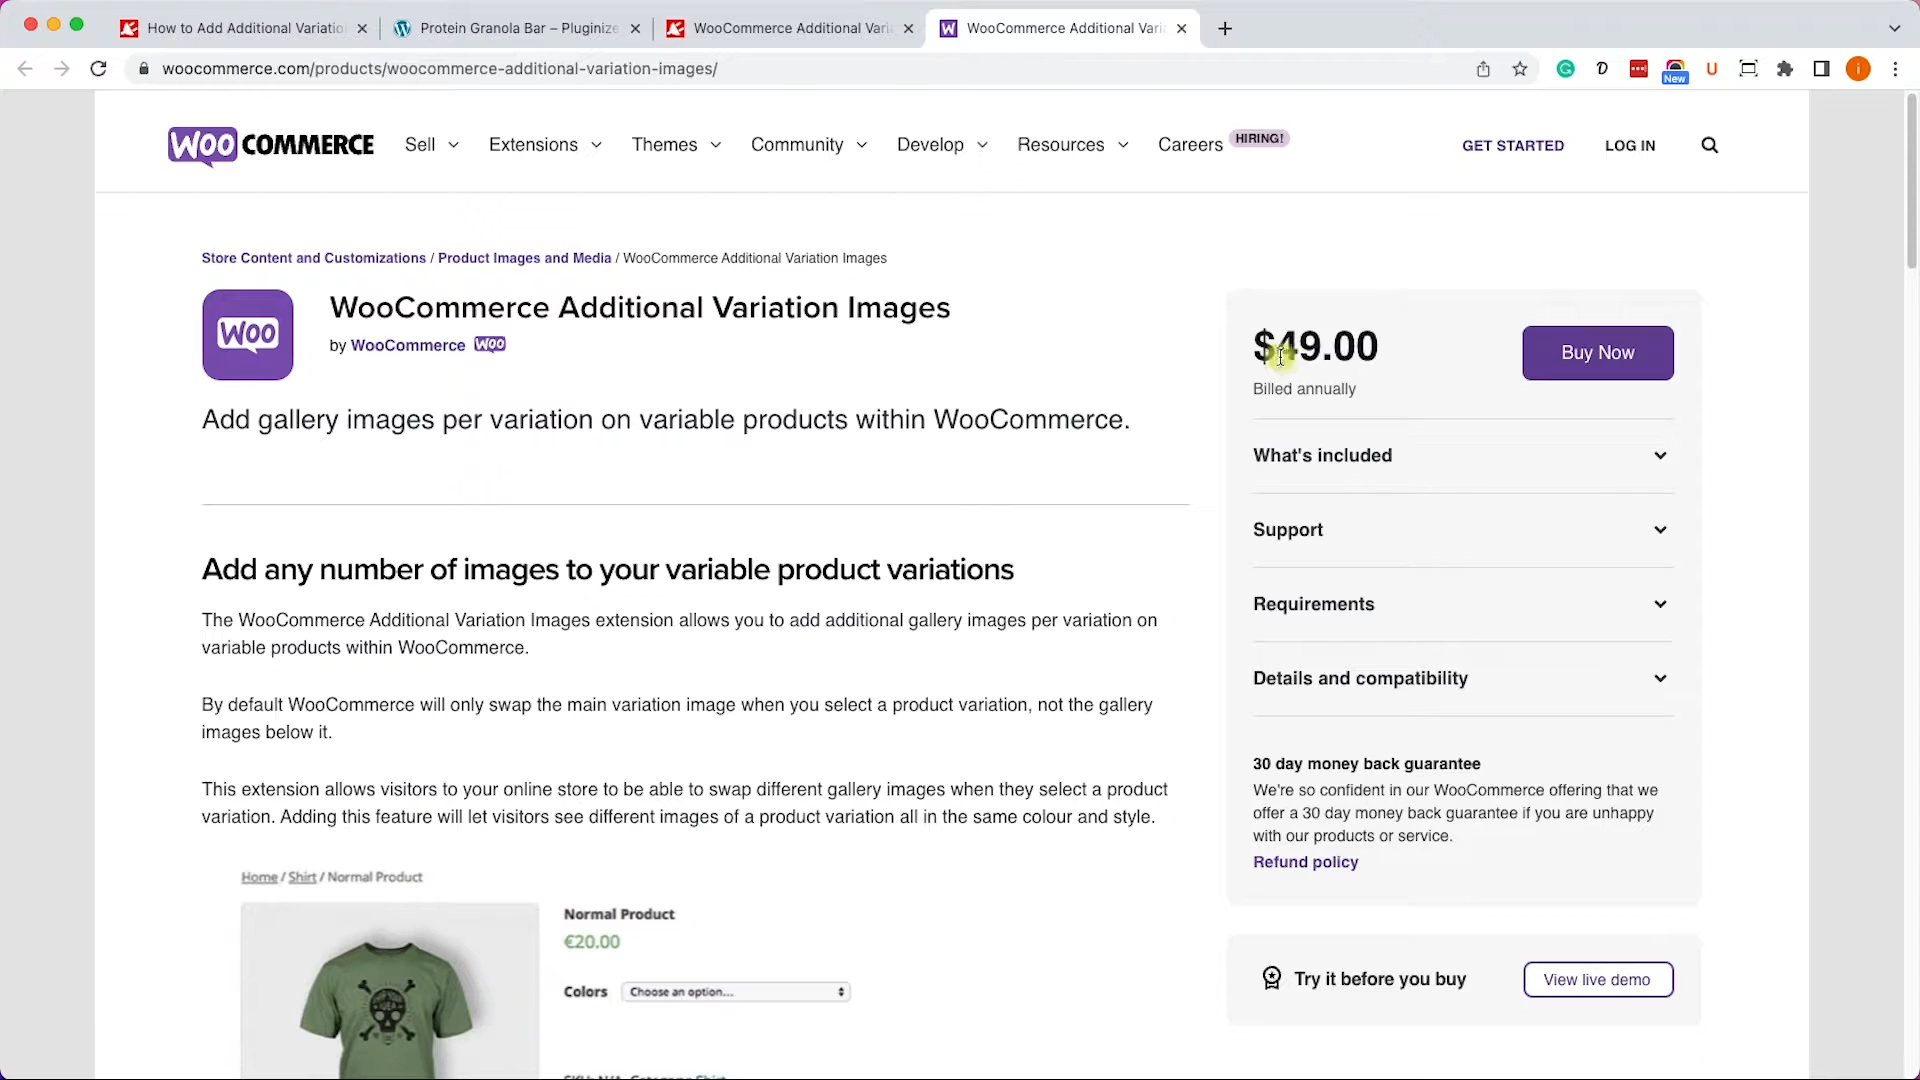 How to Add Additional Variatio
Protein Granola Bar – Pluginize
WooCommerce Additional Vari
WooCommerce Additional Vari
woocommerce.com/products/woocommerce-additional-variation-images/
New
WOO COMMERCE
Sell
Extensions
Themes
Community
Develop
Resources
Careers
HIRING!
GET STARTED
LOG IN
Store Content and Customizations / Product Images and Media / WooCommerce Additional Variation Images
WOO
WooCommerce Additional Variation Images
by WooCommerce WOO
Add gallery images per variation on variable products within WooCommerce.
Add any number of images to your variable product variations
The WooCommerce Additional Variation Images extension allows you to add additional gallery images per variation on
variable products within WooCommerce.
By default WooCommerce will only swap the main variation image when you select a product variation, not the gallery
images below it.
This extension allows visitors to your online store to be able to swap different gallery images when they select a product
variation. Adding this feature will let visitors see different images of a product variation all in the same colour and style.
Home / Shirt / Normal Product
Normal Product
€20.00
Colors
Choose an option...
$49.00
Buy Now
Billed annually
What's included
Support
Requirements
Details and compatibility
30 day money back guarantee
We're so confident in our WooCommerce offering that we
offer a 30 day money back guarantee if you are unhappy
with our products or service.
Refund policy
Try it before you buy
View live demo